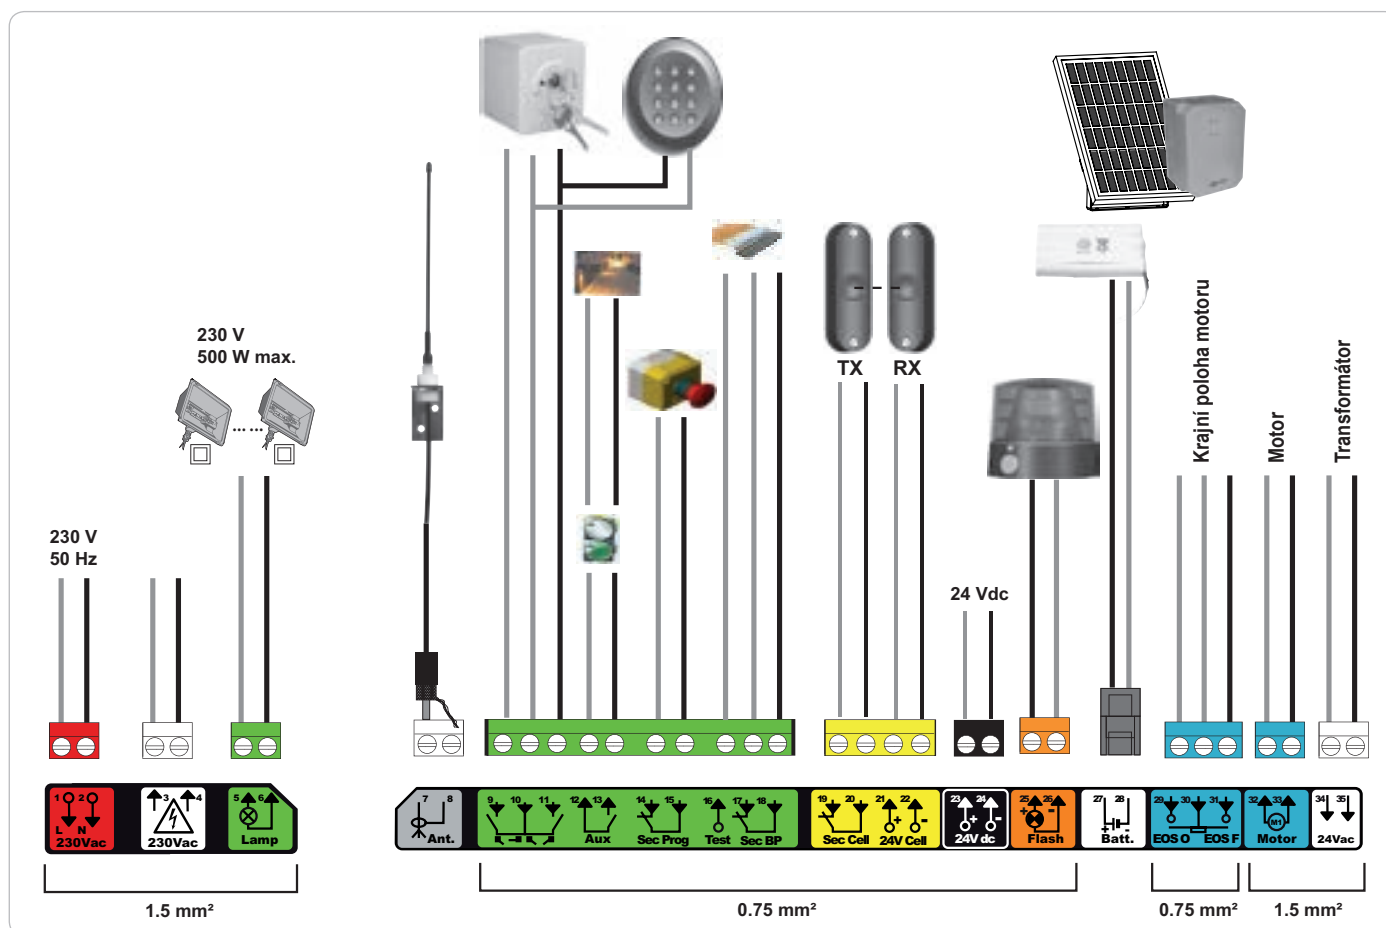 230 V
500 W max.
230 V
50 Hz
TX
RX
24 Vdc
Krajní poloha motoru
Motor
Transformátor
1 2
L N
230Vac
3 4
230Vac
5 6
Lamp
7 8
Ant.
9 10 11
12 13
Aux
14 15
Sec Prog
16
Test
17 18
Sec BP
19 20
Sec Cell
21 22
+ -
24V Cell
23 24
+ -
24V dc
25 26
+ -
Flash
27 28
+ -
Batt.
29 30 31
EOS O EOS F
32 33
M1
Motor
34 35
24Vac
1.5 mm²
0.75 mm²
0.75 mm²
1.5 mm²